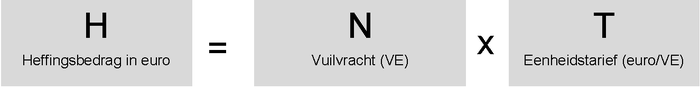 H = N x T
Heffingsbedrag in euro Vuilvracht (VE) Eenheidstarief (euro/VE)